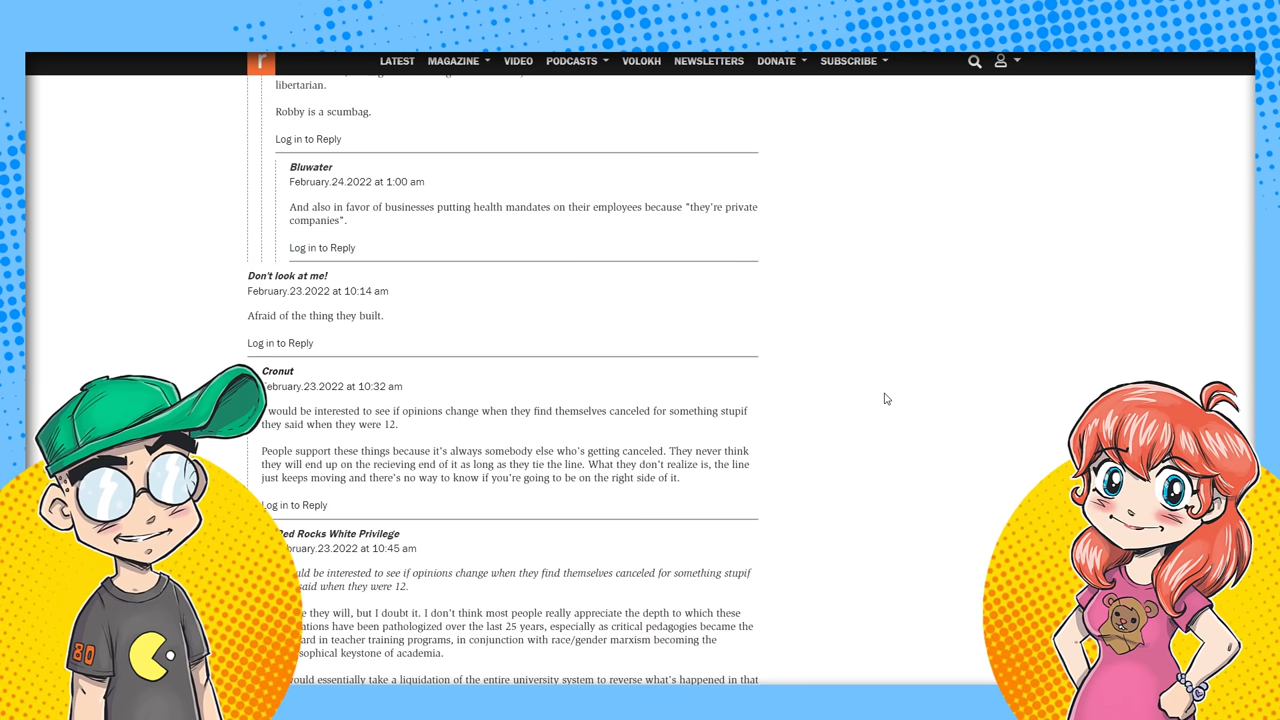 r
LATEST MAGAZINE VIDEO PODCASTS VOLOKH NEWSLETTERS DONATE SUBSCRIBE
libertarian.
Robby is a scumbag.
Log in to Reply
Bluwater
February.24.2022 at 1:00 am
And also in favor of businesses putting health mandates on their employees because "they're private
companies".
Log in to Reply
Don't look at me!
February.23.2022 at 10:14 am
Afraid of the thing they built.
Log in to Reply
Cronut
ebruary.23.2022 at 10:32 am
would be interested to see if opinions change when they find themselves canceled for something stupif
they said when they were 12.
People support these things because it's always somebody else who's getting canceled. They never think
they will end up on the recieving end of it as long as they tie the line. What they don't realize is, the line
just keeps moving and there's no way to know if you're going to be on the right side of it.
Log in to Reply
Red Rocks White Privilege
bruary.23.2022 at 10:45 am
uld be interested to see if opinions change when they find themselves canceled for something stupif
said when they were 12.
e they will, but I doubt it. I don't think most people really appreciate the depth to which these
ations have been pathologized over the last 25 years, especially as critical pedagogies became the
ard in teacher training programs, in conjunction with race/gender marxism becoming the
sophical keystone of academia.
ould essentially take a liquidation of the entire university system to reverse what's happened in that
80